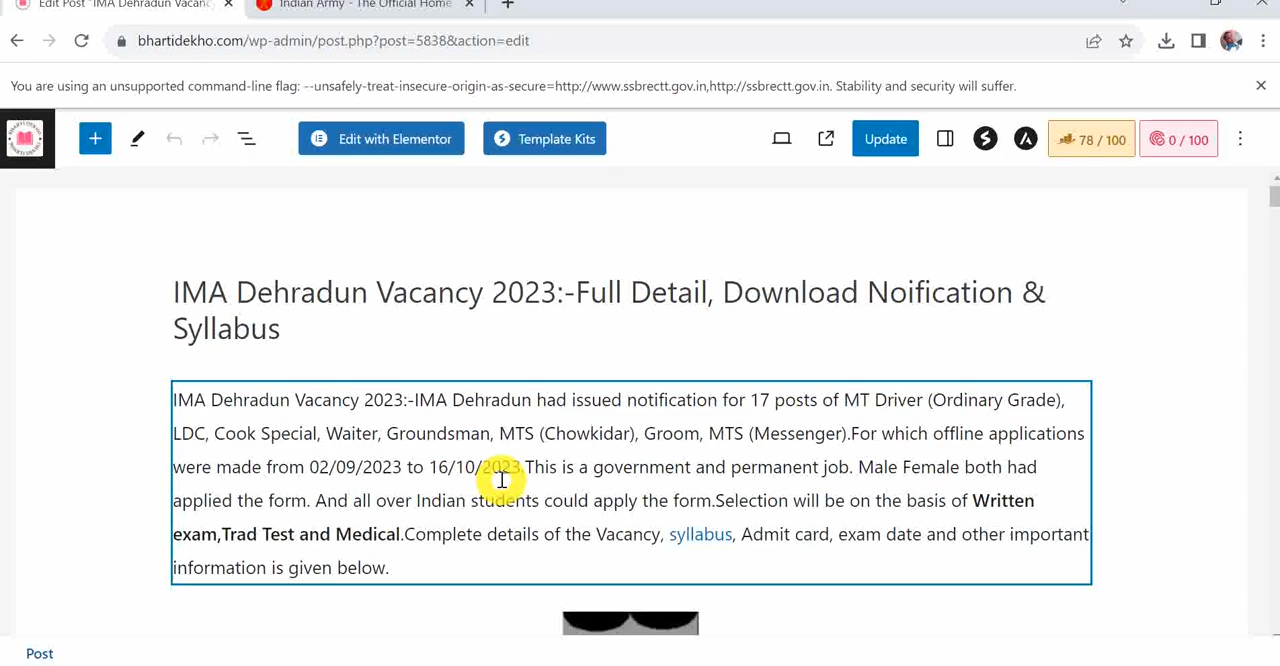 Edit Post "IMA Dehradun Vacanc
Indian Army - The Official Home
bhartidekho.com/wp-admin/post.php?post=5838&action=edit
You are using an unsupported command-line flag: --unsafely-treat-insecure-origin-as-secure=http://www.ssbrectt.gov.in,http://ssbrectt.gov.in. Stability and security will suffer.
Edit with Elementor
Template Kits
Update
78 / 100
0 / 100
IMA Dehradun Vacancy 2023:-Full Detail, Download Noification &
Syllabus
IMA Dehradun Vacancy 2023:-IMA Dehradun had issued notification for 17 posts of MT Driver (Ordinary Grade),
LDC, Cook Special, Waiter, Groundsman, MTS (Chowkidar), Groom, MTS (Messenger).For which offline applications
were made from 02/09/2023 to 16/10/2023.This is a government and permanent job. Male Female both had
applied the form. And all over Indian students could apply the form.Selection will be on the basis of Written
exam,Trad Test and Medical.Complete details of the Vacancy, syllabus, Admit card, exam date and other important
information is given below.
Post